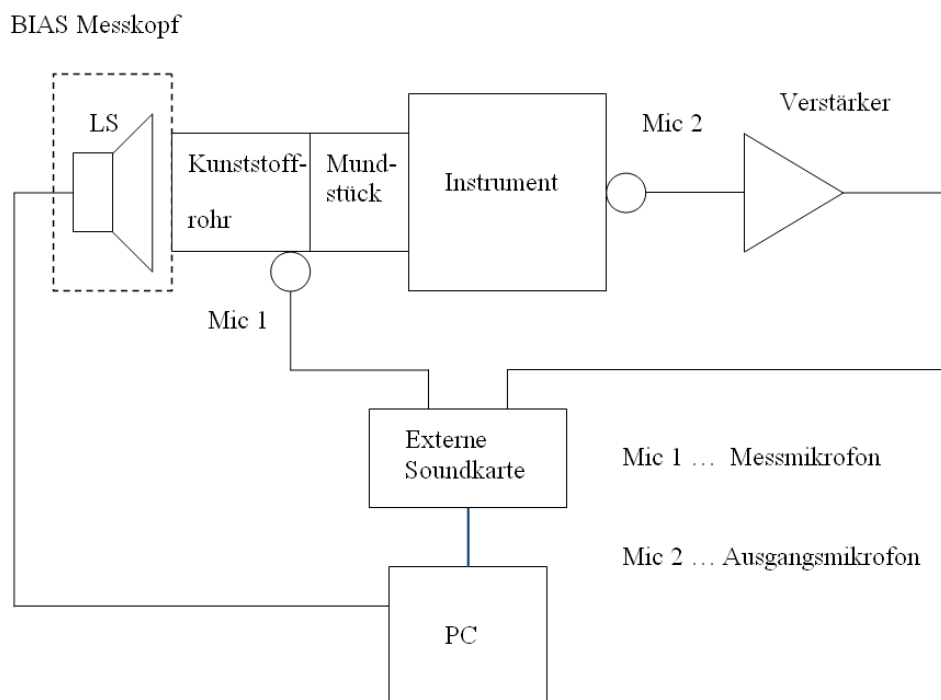 BIAS Messkopf
LS
Kunststoff-
rohr
Mund-
stück
Instrument
Mic 2
Verstärker
Mic 1
Externe
Soundkarte
Mic 1 … Messmikrofon
Mic 2 … Ausgangsmikrofon
PC